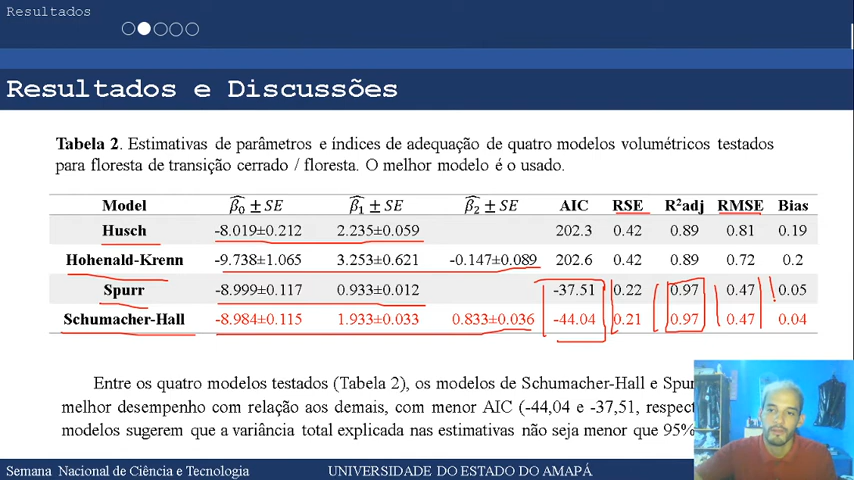 Resultados
Resultados e Discussões
Tabela 2. Estimativas de parâmetros e índices de adequação de quatro modelos volumétricos testados
para floresta de transição cerrado / floresta. O melhor modelo é o usado.
Model β̂0 ± SE β̂1 ± SE β̂2 ± SE AIC RSE R²adj RMSE Bias
Husch -8.019±0.212 2.235±0.059 202.3 0.42 0.89 0.81 0.19
Hohenald-Krenn -9.738±1.065 3.253±0.621 -0.147±0.089 202.6 0.42 0.89 0.72 0.2
Spurr -8.999±0.117 0.933±0.012 -37.51 0.22 0.97 0.47 0.05
Schumacher-Hall -8.984±0.115 1.933±0.033 0.833±0.036 -44.04 0.21 0.97 0.47 0.04
Entre os quatro modelos testados (Tabela 2), os modelos de Schumacher-Hall e Spur
melhor desempenho com relação aos demais, com menor AIC (-44,04 e -37,51, respect
modelos sugerem que a variância total explicada nas estimativas não seja menor que 95%
Semana Nacional de Ciência e Tecnologia UNIVERSIDADE DO ESTADO DO AMAPÁ